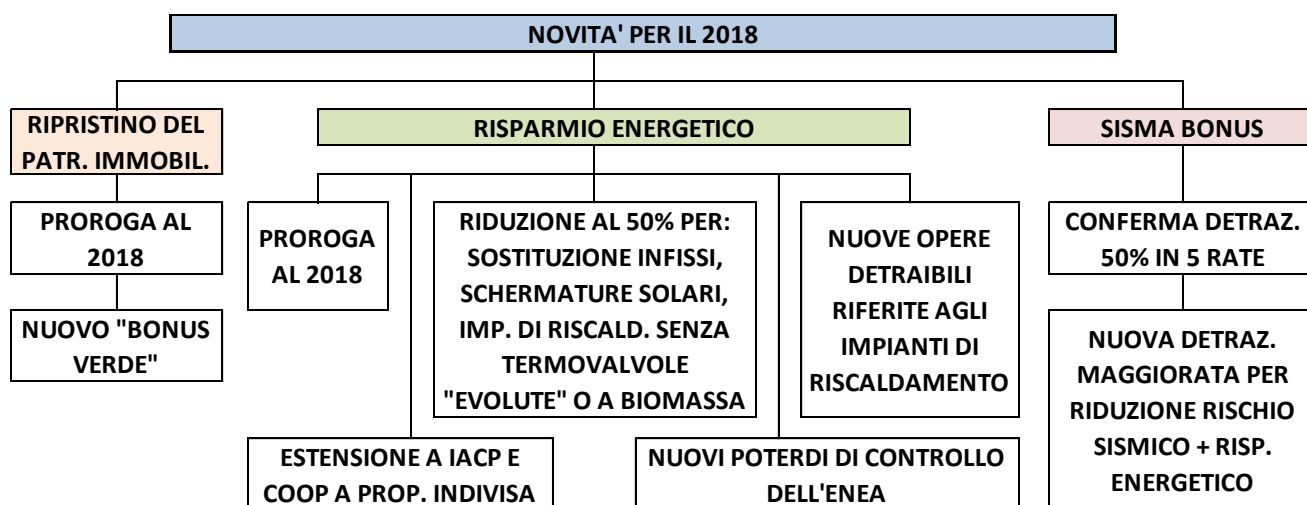 NOVITA' PER IL 2018
RIPRISTINO DEL
PATR. IMMOBIL.
RISPARMIO ENERGETICO
SISMA BONUS
PROROGA AL
2018
NUOVO "BONUS
VERDE"
PROROGA
AL 2018
RIDUZIONE AL 50% PER:
SOSTITUZIONE INFISSI,
SCHERMATURE SOLARI,
IMP. DI RISCALD. SENZA
TERMOVALVOLE
"EVOLUTE" O A BIOMASSA
NUOVE OPERE
DETRAIBILI
RIFERITE AGLI
IMPIANTI DI
RISCALDAMENTO
CONFERMA DETRAZ.
50% IN 5 RATE
NUOVA DETRAZ.
MAGGIORATA PER
RIDUZIONE RISCHIO
SISMICO + RISP.
ENERGETICO
ESTENSIONE A IACP E
COOP A PROP. INDIVISA
NUOVI POTERDI DI CONTROLLO
DELL'ENEA